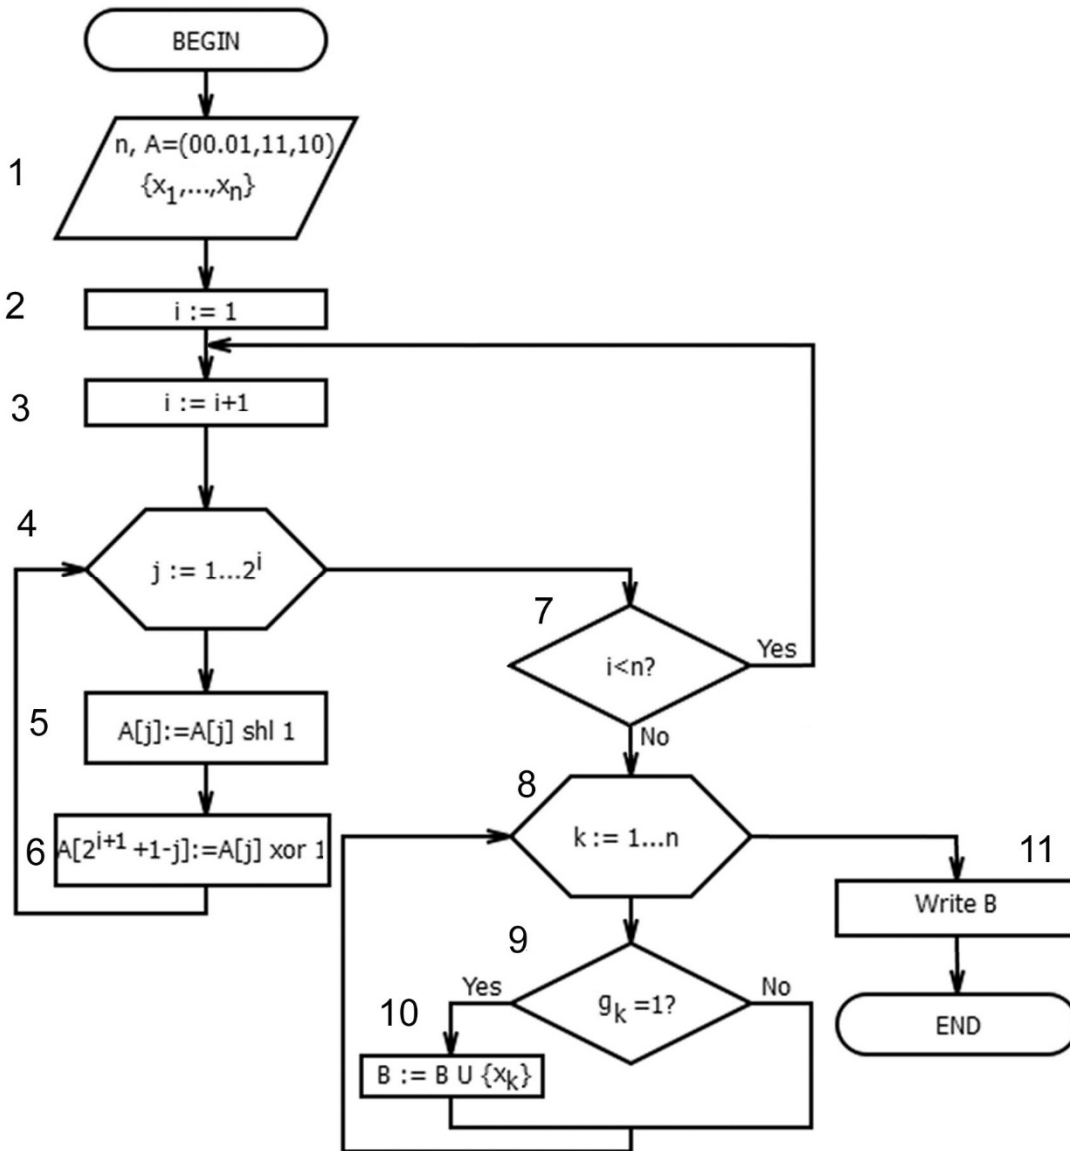 BEGIN
1
n, A=(00.01,11,10)
{x₁,...,xₙ}
2
i := 1
3
i := i+1
4
j := 1...2ⁱ
5
A[j]:=A[j] shl 1
6
A[2ⁱ⁺¹ +1-j]:=A[j] xor 1
7
i<n?
Yes
No
8
k := 1...n
9
gₖ =1?
Yes
No
10
B := B U {xₖ}
11
Write B
END